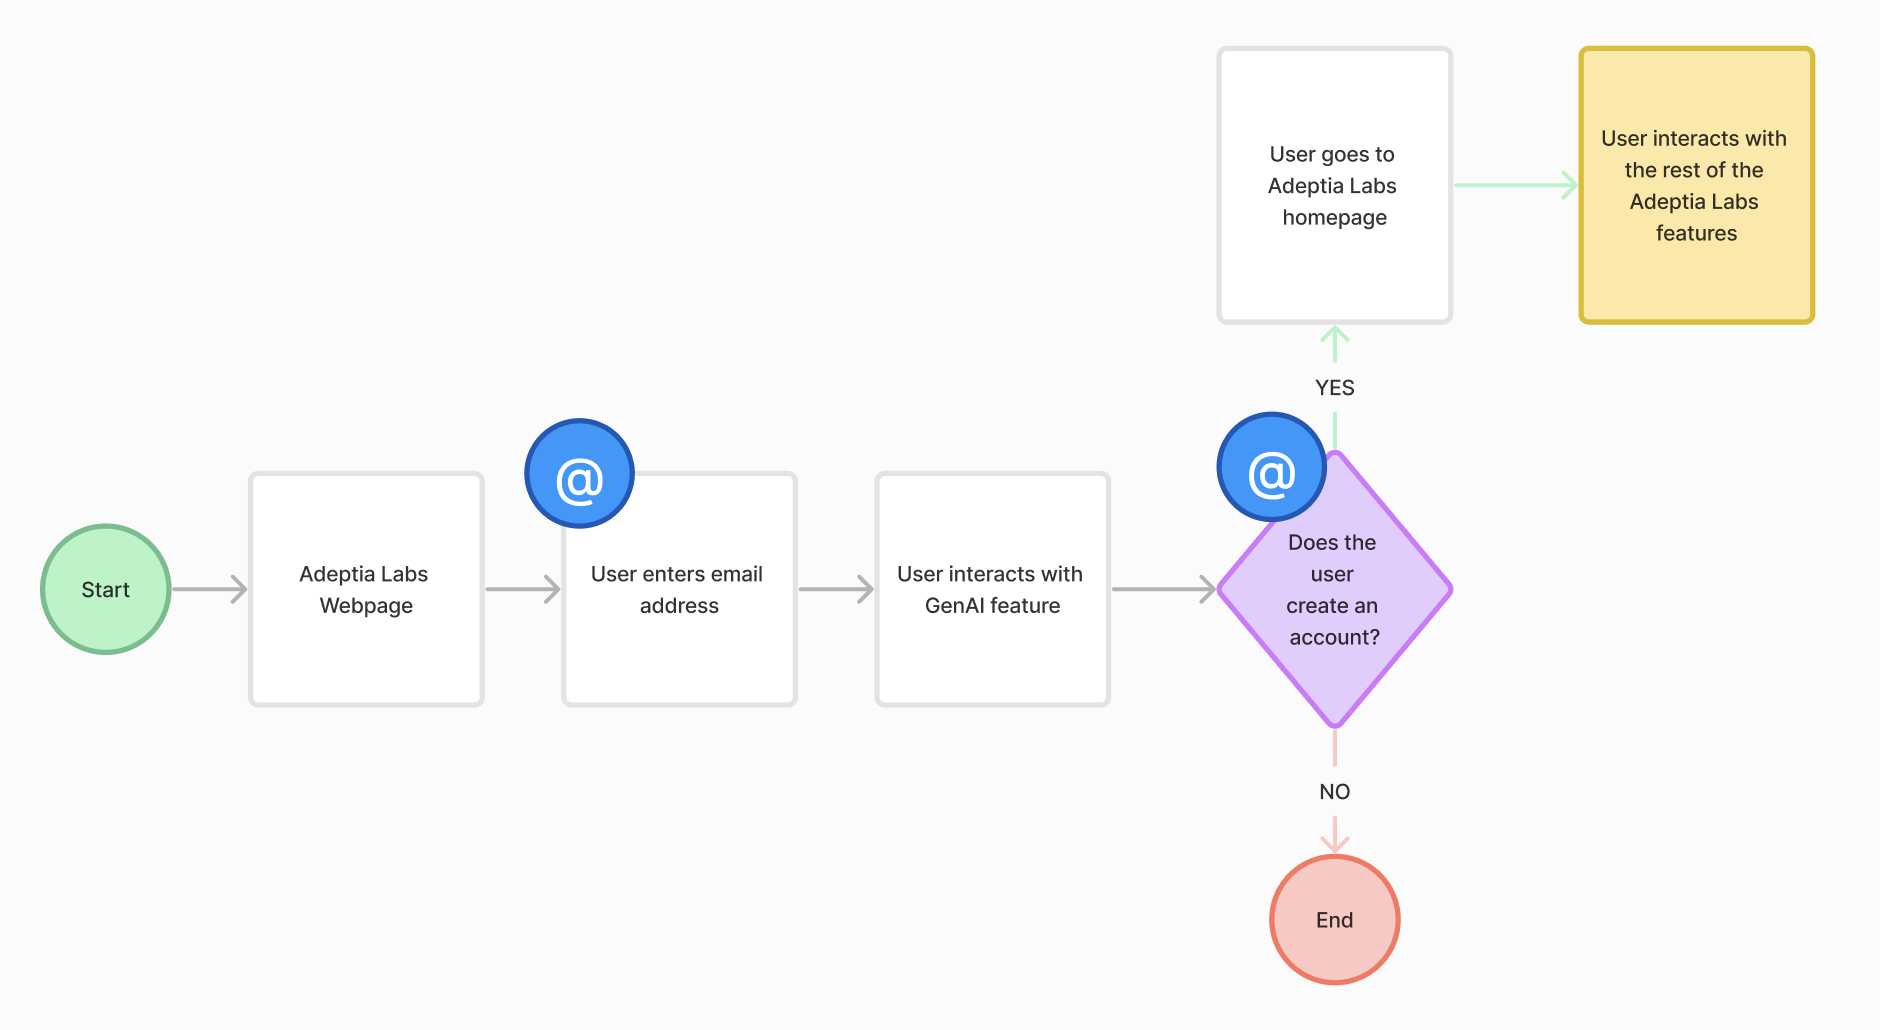 User goes to
Adeptia Labs
homepage
User interacts with
the rest of the
Adeptia Labs
features
YES
@
@
Start
Adeptia Labs
Webpage
User enters email
address
User interacts with
GenAI feature
Does the
user
create an
account?
NO
End